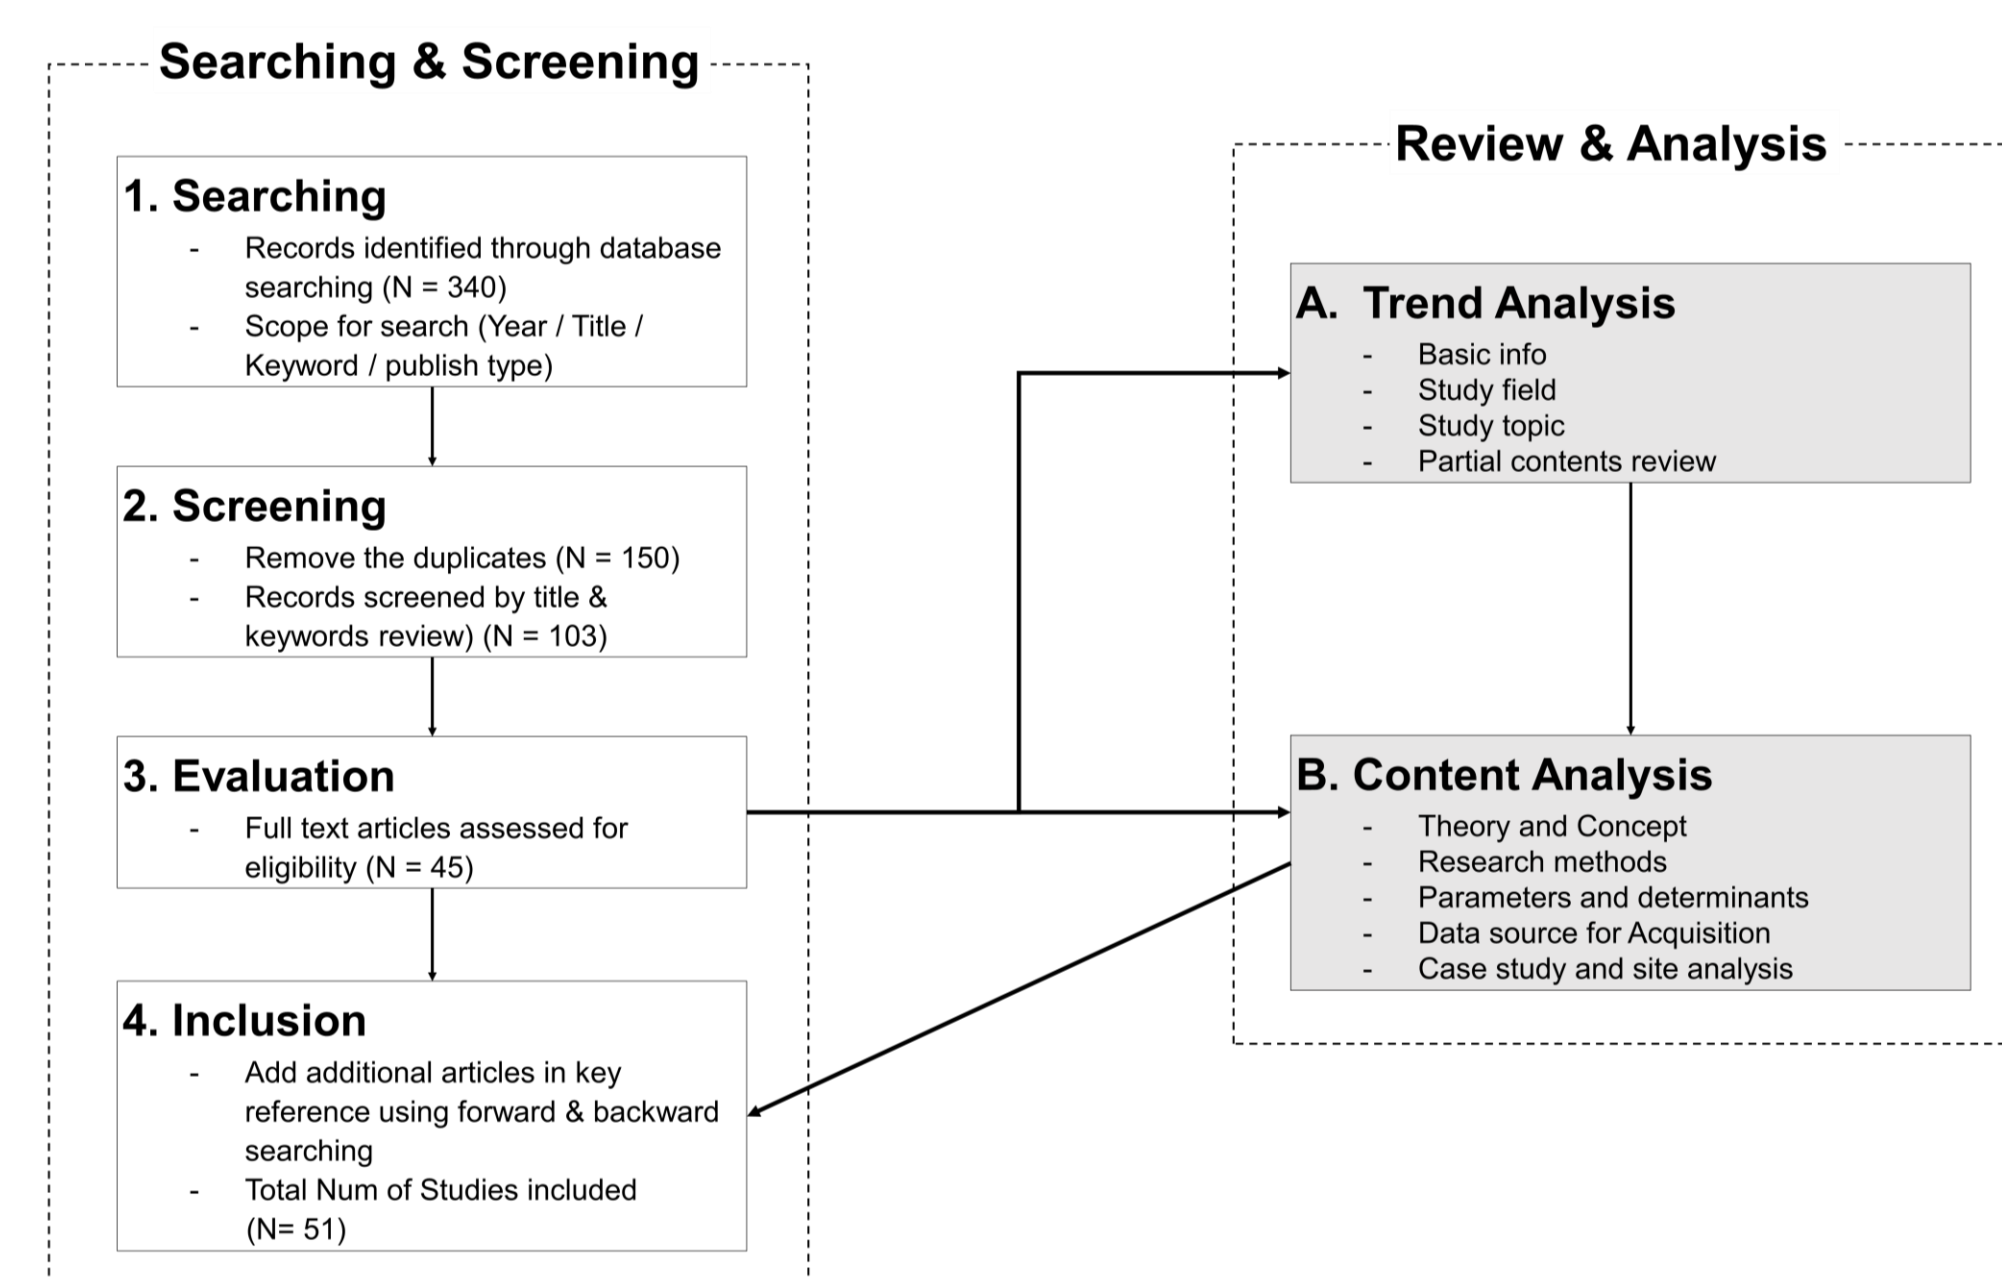 Searching & Screening
1. Searching
- Records identified through database
searching (N = 340)
- Scope for search (Year / Title /
Keyword / publish type)
2. Screening
- Remove the duplicates (N = 150)
- Records screened by title &
keywords review) (N = 103)
3. Evaluation
- Full text articles assessed for
eligibility (N = 45)
4. Inclusion
- Add additional articles in key
reference using forward & backward
searching
- Total Num of Studies included
(N= 51)
Review & Analysis
A. Trend Analysis
- Basic info
- Study field
- Study topic
- Partial contents review
B. Content Analysis
- Theory and Concept
- Research methods
- Parameters and determinants
- Data source for Acquisition
- Case study and site analysis